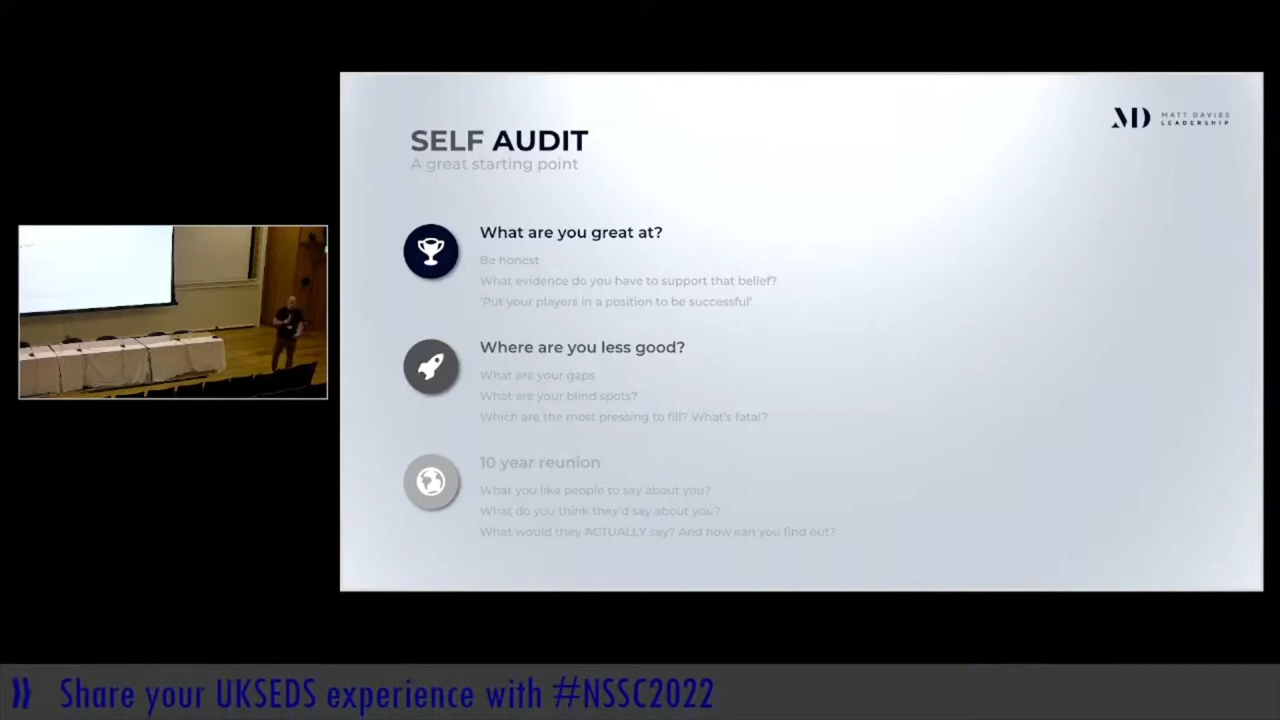 SELF AUDIT
A great starting point
MD MATT DAVIES
LEADERSHIP
What are you great at?
Be honest
What evidence do you have to support that belief?
'Put your players in a position to be successful'
Where are you less good?
What are your gaps
What are your blind spots?
Which are the most pressing to fill? What's fatal?
10 year reunion
What you like people to say about you?
What do you think they'd say about you?
What would they ACTUALLY say? And how can you find out?
» Share your UKSEDS experience with #NSSC2022